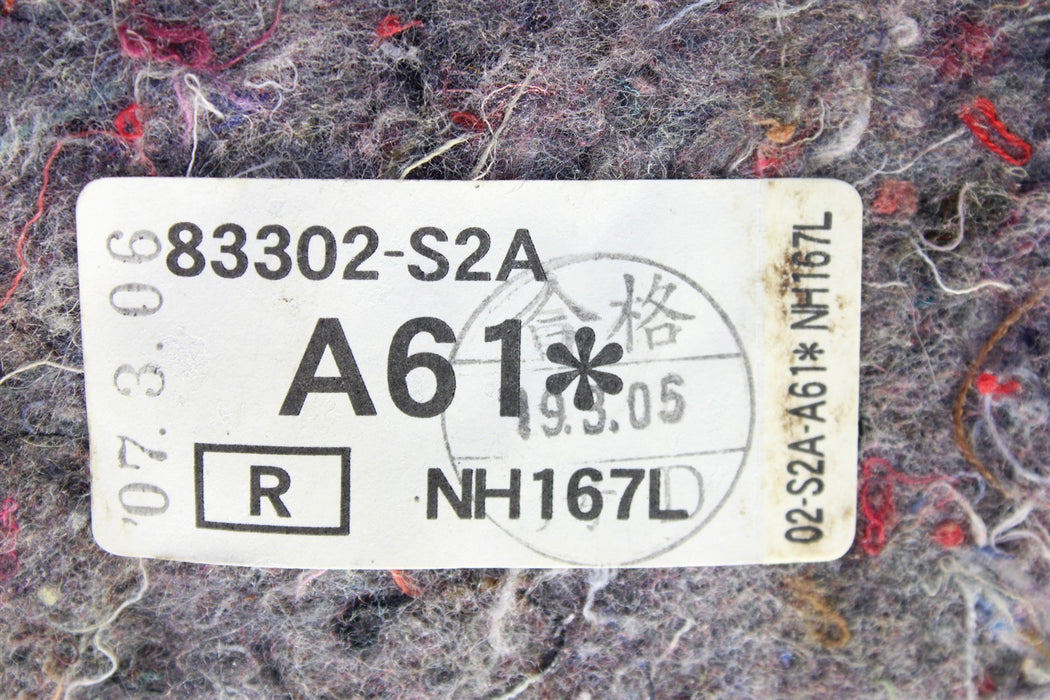 83302-S2A
A61*
R
NH167L
合格
19.3.05
'07. 3. 06
02-S2A-A61* NH167L